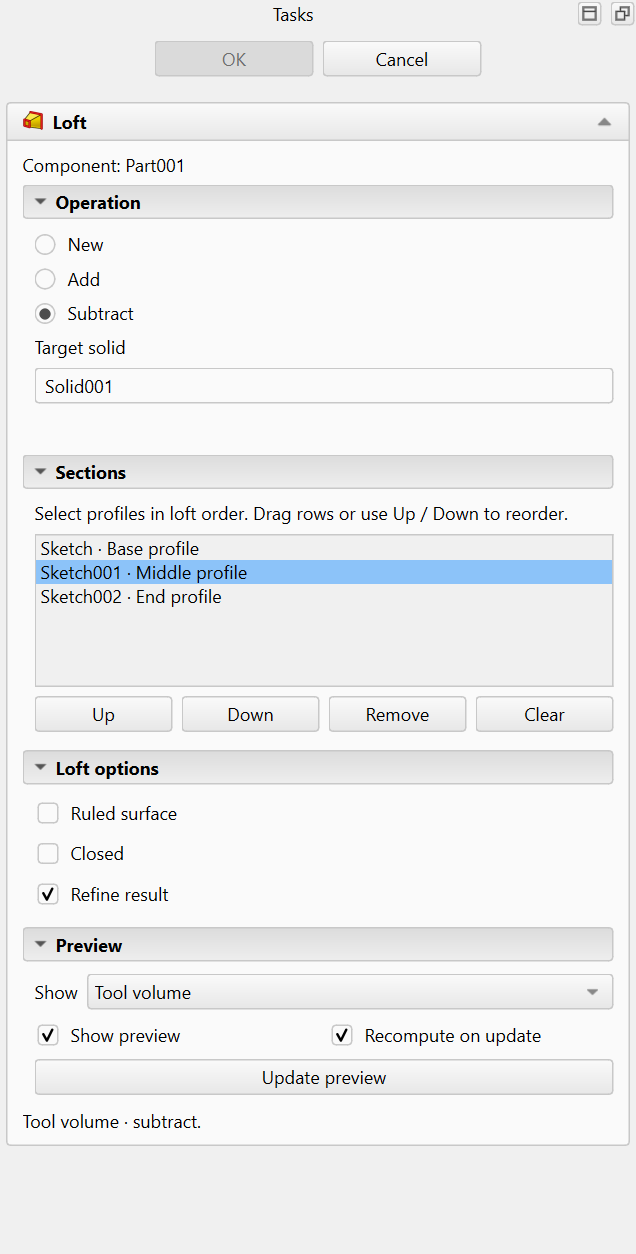 Tasks
OK Cancel
Loft
Component: Part001
Operation
New
Add
Subtract
Target solid
Solid001
Sections
Select profiles in loft order. Drag rows or use Up / Down to reorder.
Sketch · Base profile
Sketch001 · Middle profile
Sketch002 · End profile
Up Down Remove Clear
Loft options
Ruled surface
Closed
Refine result
Preview
Show Tool volume
Show preview Recompute on update
Update preview
Tool volume · subtract.